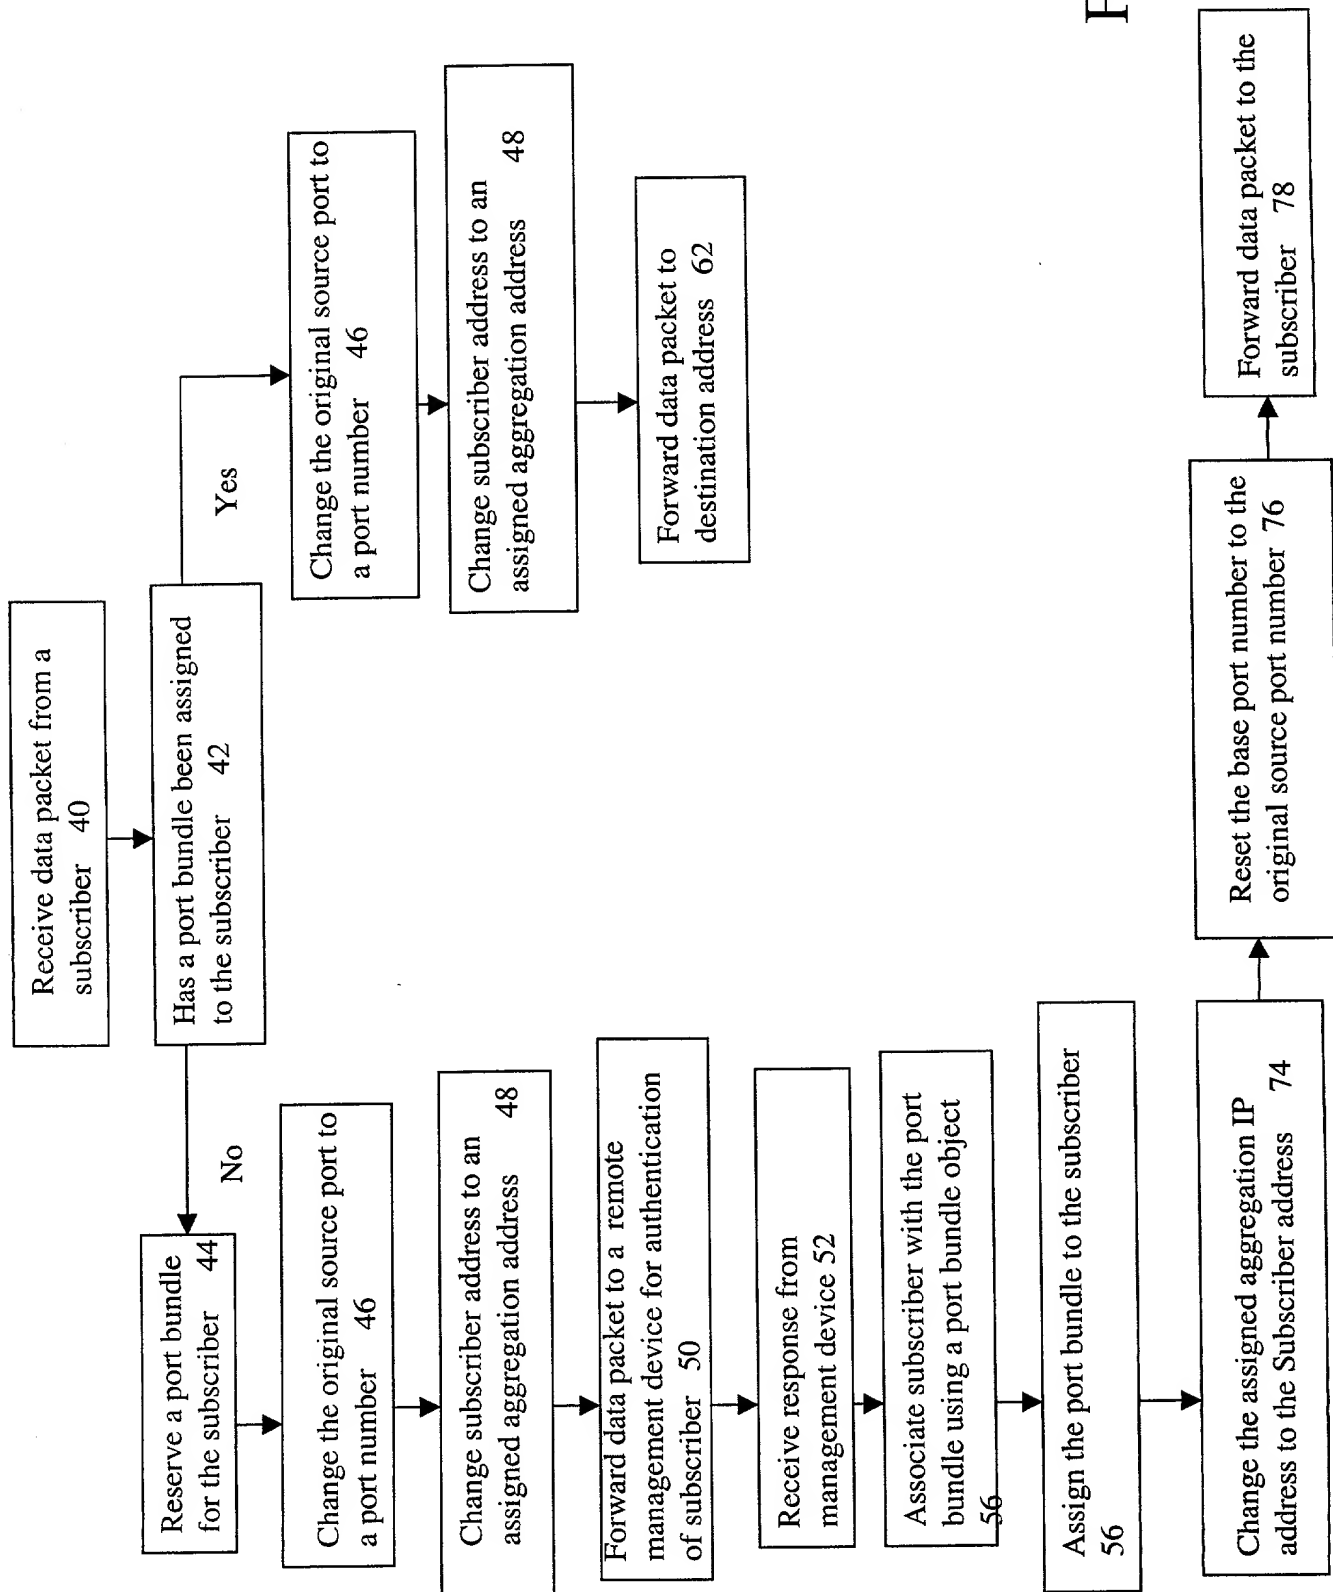 Receive data packet from a
subscriber 40
Has a port bundle been assigned
to the subscriber 42
No
Yes
Reserve a port bundle
for the subscriber 44
Change the original source port to
a port number 46
Change subscriber address to an
assigned aggregation address 48
Forward data packet to a remote
management device for authentication
of subscriber 50
Receive response from
management device 52
Associate subscriber with the port
bundle using a port bundle object
56
Assign the port bundle to the subscriber
56
Change the assigned aggregation IP
address to the Subscriber address 74
Reset the base port number to the
original source port number 76
Forward data packet to the
subscriber 78
Change the original source port to
a port number 46
Change subscriber address to an
assigned aggregation address 48
Forward data packet to
destination address 62